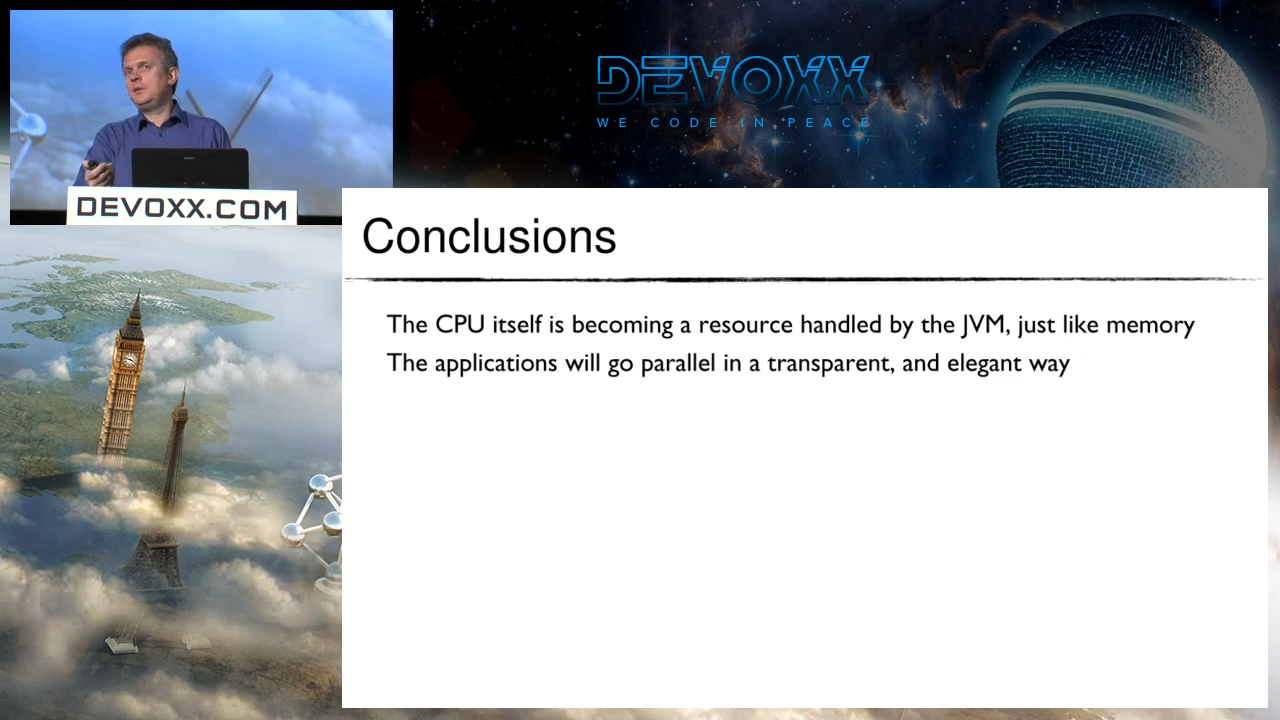 DEVOXX
WE CODE IN PEACE
DEVOXX.COM
Conclusions
The CPU itself is becoming a resource handled by the JVM, just like memory
The applications will go parallel in a transparent, and elegant way